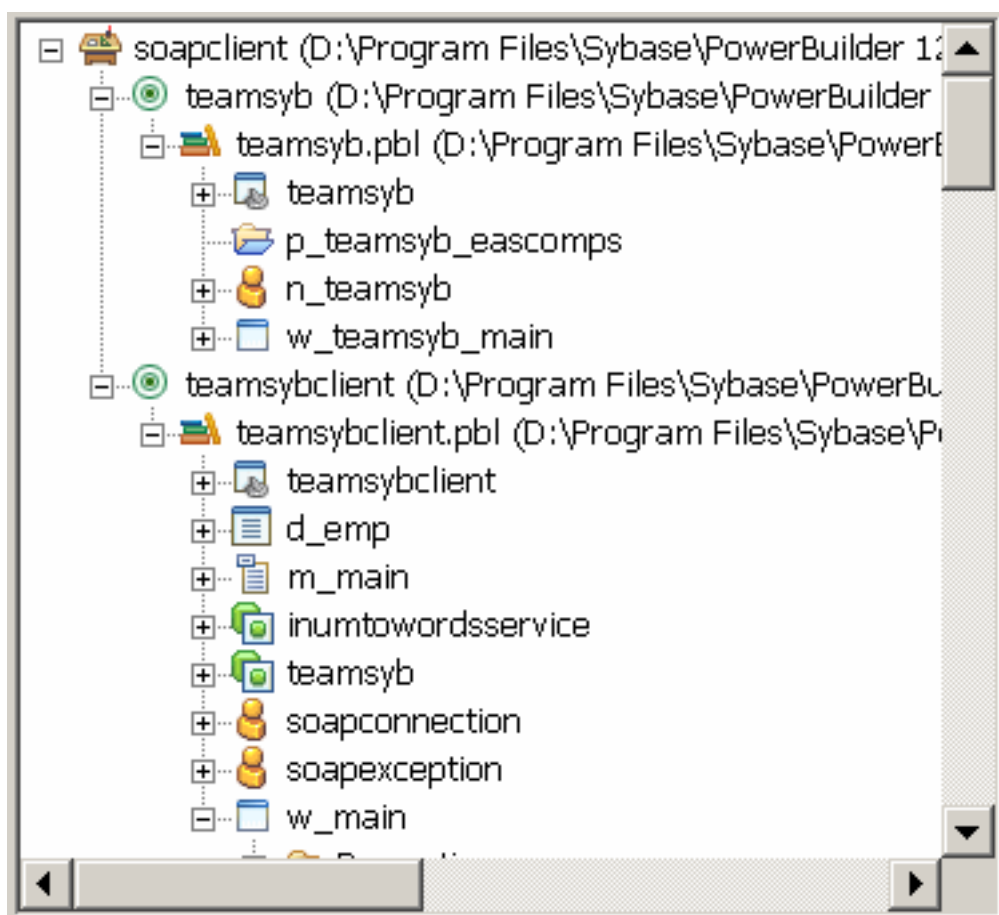 soapclient (D:\Program Files\Sybase\PowerBuilder 12
teamsyb (D:\Program Files\Sybase\PowerBuilder
teamsyb.pbl (D:\Program Files\Sybase\PowerB
teamsyb
p_teamsyb_eascomps
n_teamsyb
w_teamsyb_main
teamsybclient (D:\Program Files\Sybase\PowerBu
teamsybclient.pbl (D:\Program Files\Sybase\P
teamsybclient
d_emp
m_main
inumtowordsservice
teamsyb
soapconnection
soapexception
w_main